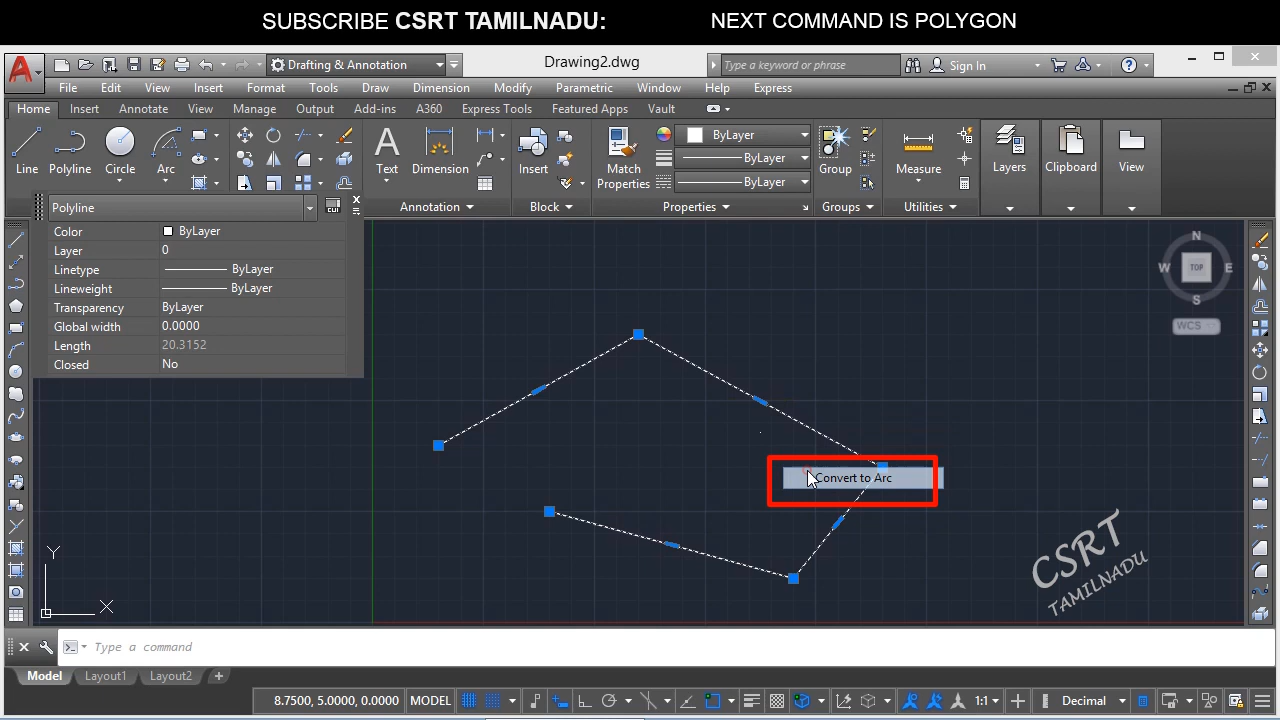 SUBSCRIBE CSRT TAMILNADU: NEXT COMMAND IS POLYGON
Drafting & Annotation Drawing2.dwg Type a keyword or phrase Sign In
File Edit View Insert Format Tools Draw Dimension Modify Parametric Window Help Express
Home Insert Annotate Parametric View Manage Output Add-ins A360 Express Tools Featured Apps Vault
Line Polyline Circle Arc Text Dimension Insert Match Properties ByLayer ByLayer ByLayer Group Measure Layers Clipboard View
Annotation Block Properties Groups Utilities
Polyline
Color ByLayer
Layer 0
Linetype ByLayer
Lineweight ByLayer
Transparency ByLayer
Global width 0.0000
Length 20.3152
Closed No
N
W TOP E
S
WCS
Convert to Arc
CSRT
TAMILNADU
Y
X
Type a command
Model Layout1 Layout2 +
8.7500, 5.0000, 0.0000 MODEL 1:1 Decimal